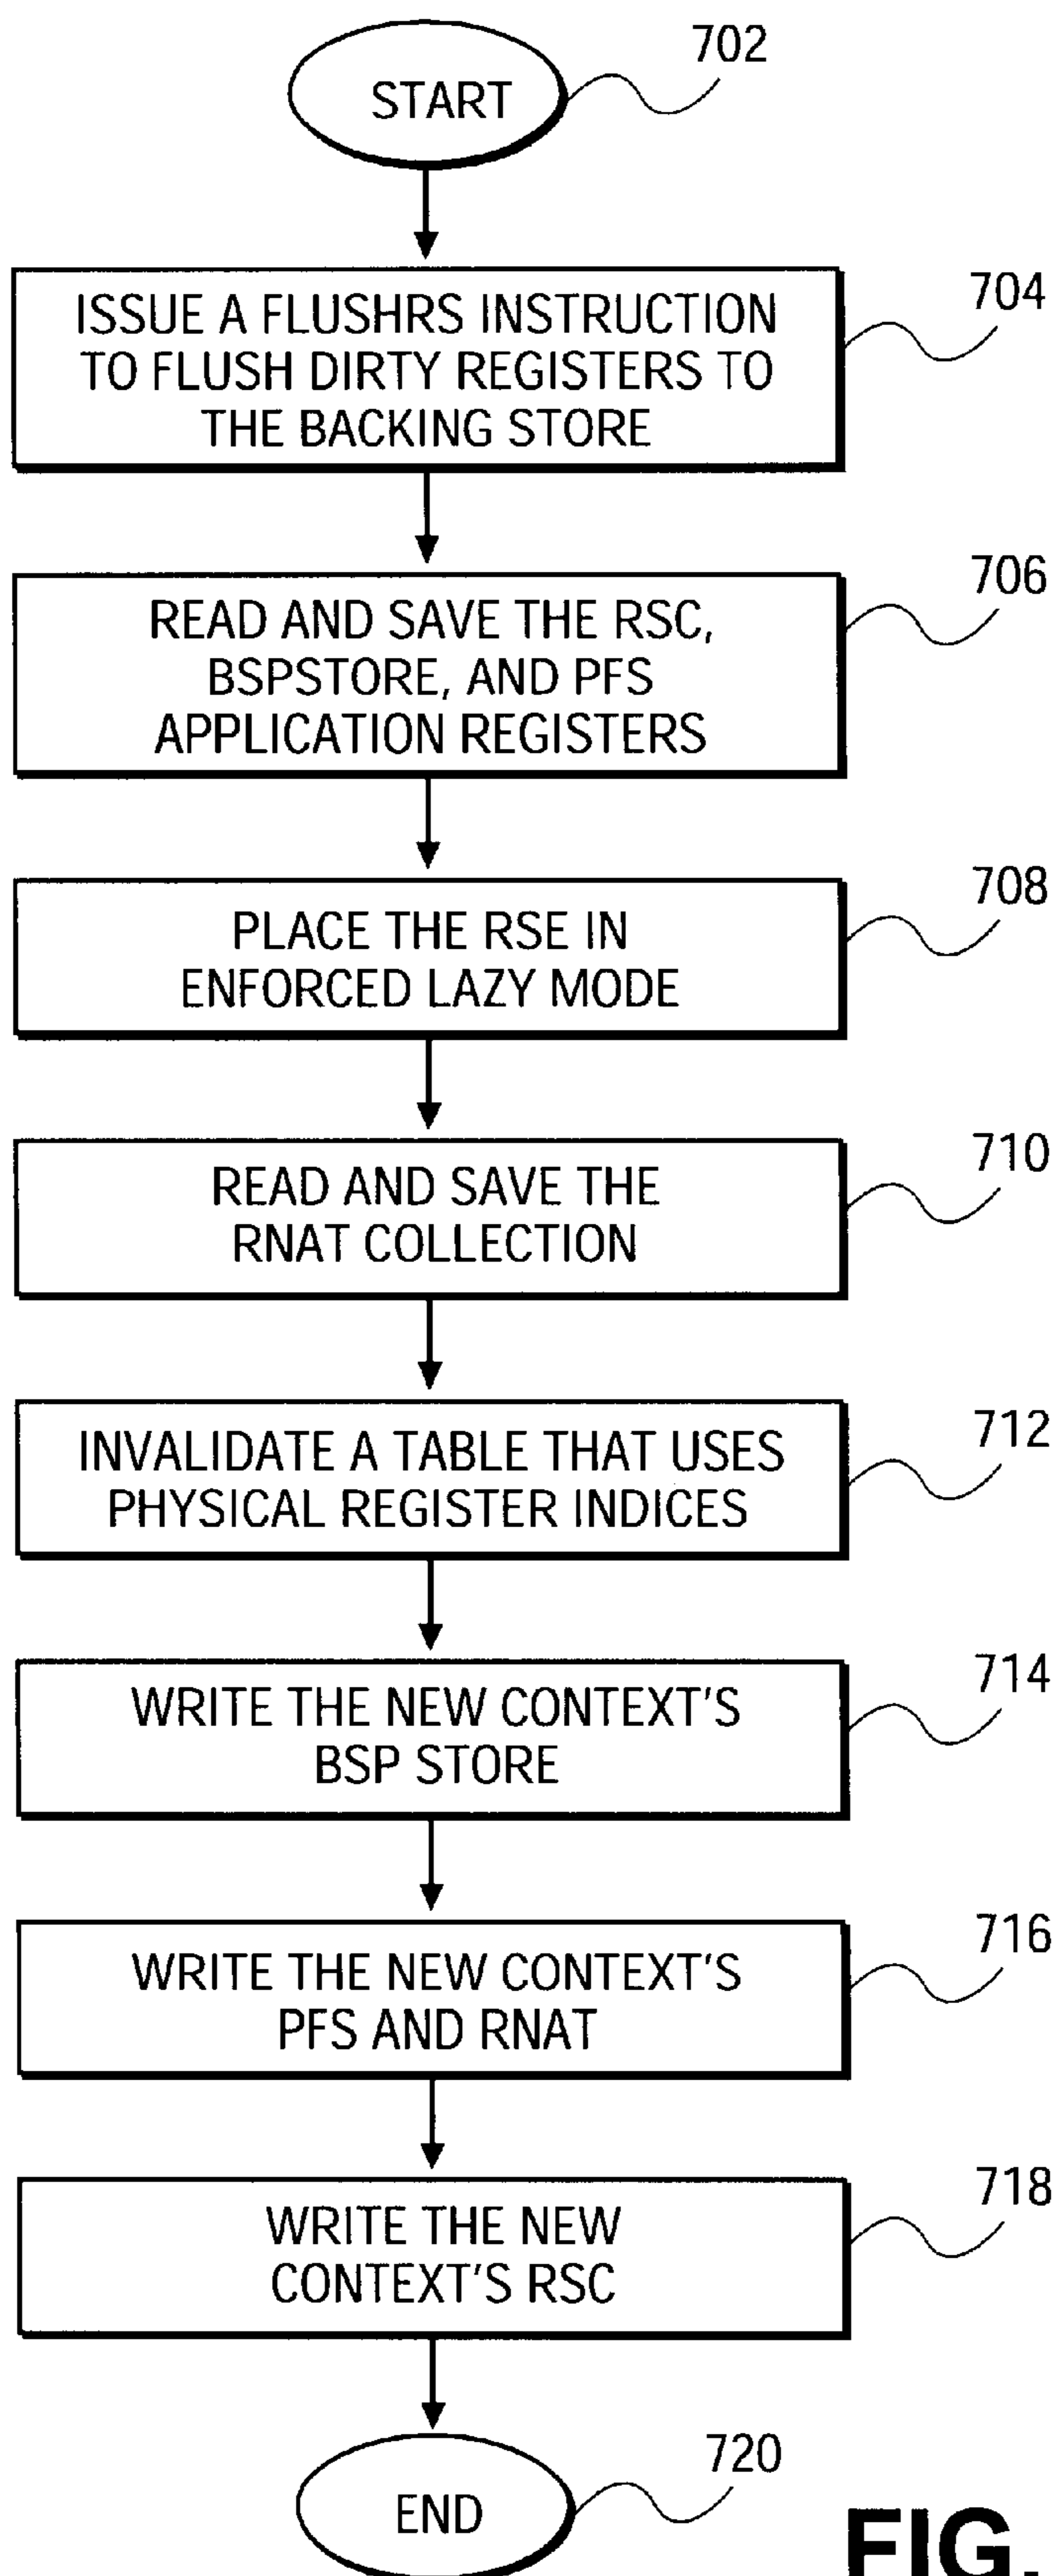 702
START
704
ISSUE A FLUSHRS INSTRUCTION
TO FLUSH DIRTY REGISTERS TO
THE BACKING STORE
706
READ AND SAVE THE RSC,
BSPSTORE, AND PFS
APPLICATION REGISTERS
708
PLACE THE RSE IN
ENFORCED LAZY MODE
710
READ AND SAVE THE
RNAT COLLECTION
712
INVALIDATE A TABLE THAT USES
PHYSICAL REGISTER INDICES
714
WRITE THE NEW CONTEXT'S
BSP STORE
716
WRITE THE NEW CONTEXT'S
PFS AND RNAT
718
WRITE THE NEW
CONTEXT'S RSC
720
END
FIG.